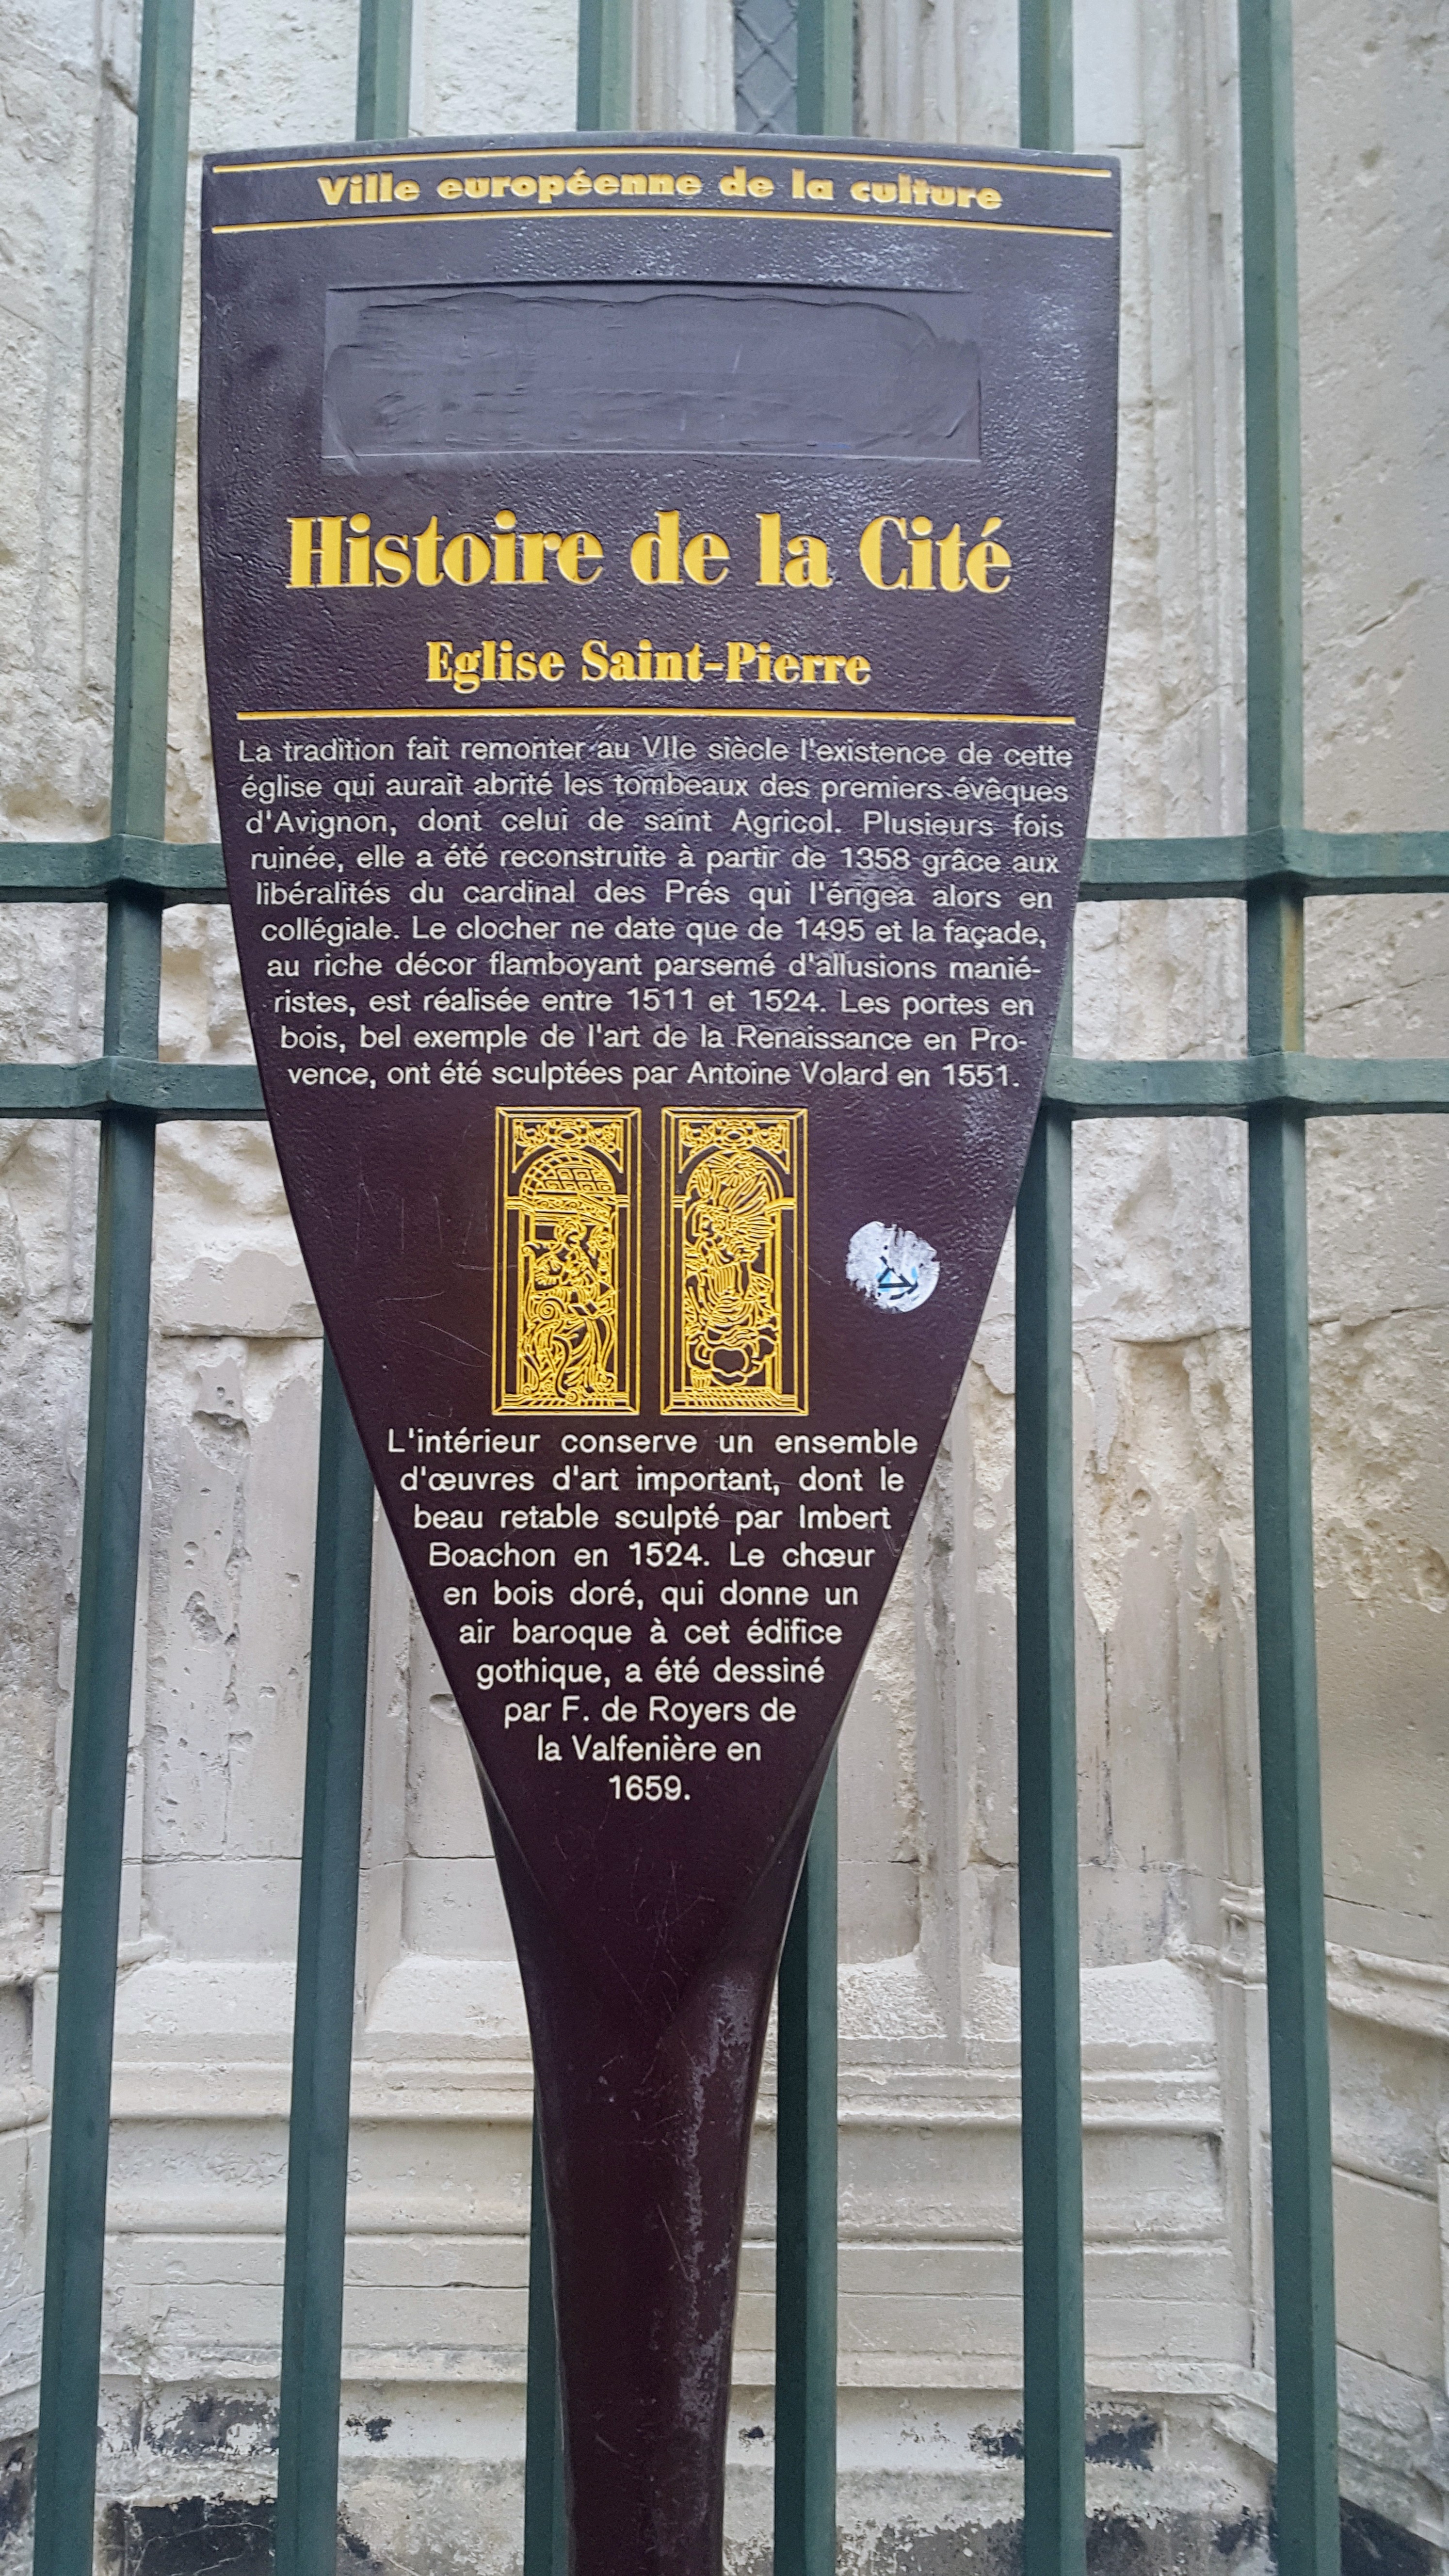 Ville européenne de la culture
Histoire de la Cité
Eglise Saint-Pierre
La tradition fait remonter au VIIe siècle l'existence de cette
église qui aurait abrité les tombeaux des premiers évêques
d'Avignon, dont celui de saint Agricol. Plusieurs fois
ruinée, elle a été reconstruite à partir de 1358 grâce aux
libéralités du cardinal des Prés qui l'érigea alors en
collégiale. Le clocher ne date que de 1495 et la façade,
au riche décor flamboyant parsemé d'allusions manié-
ristes, est réalisée entre 1511 et 1524. Les portes en
bois, bel exemple de l'art de la Renaissance en Pro-
vence, ont été sculptées par Antoine Volard en 1551.
L'intérieur conserve un ensemble
d'œuvres d'art important, dont le
beau retable sculpté par Imbert
Boachon en 1524. Le chœur
en bois doré, qui donne un
air baroque à cet édifice
gothique, a été dessiné
par F. de Royers de
la Valfenière en
1659.